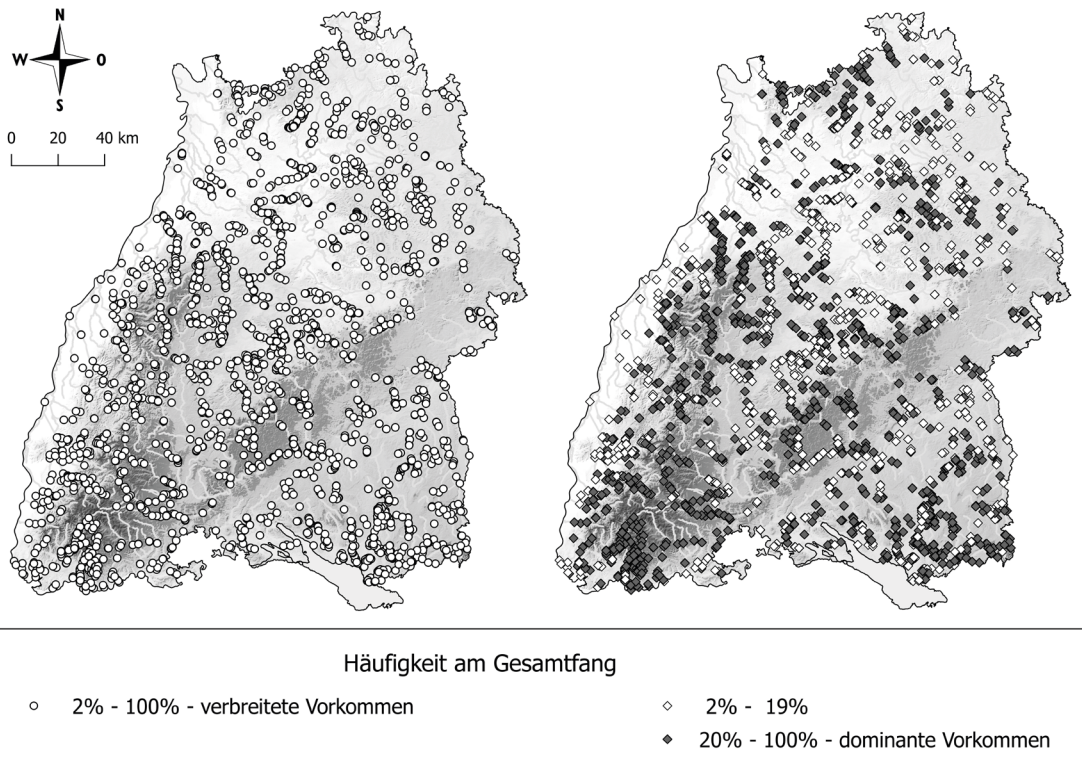 N
W O
S
0 20 40 km
Häufigkeit am Gesamtfang
2% - 100% - verbreitete Vorkommen
2% - 19%
20% - 100% - dominante Vorkommen